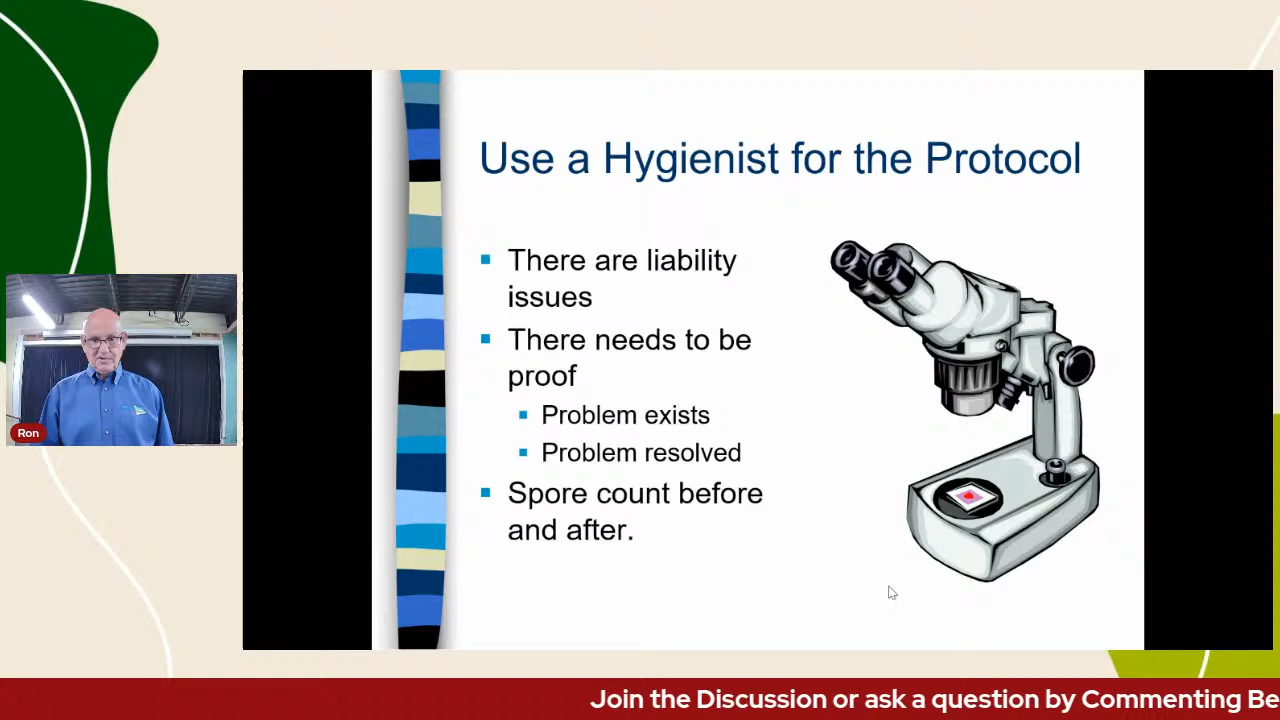 Use a Hygienist for the Protocol
There are liability
issues
There needs to be
proof
Problem exists
Problem resolved
Spore count before
and after.
Ron
Join the Discussion or ask a question by Commenting Be